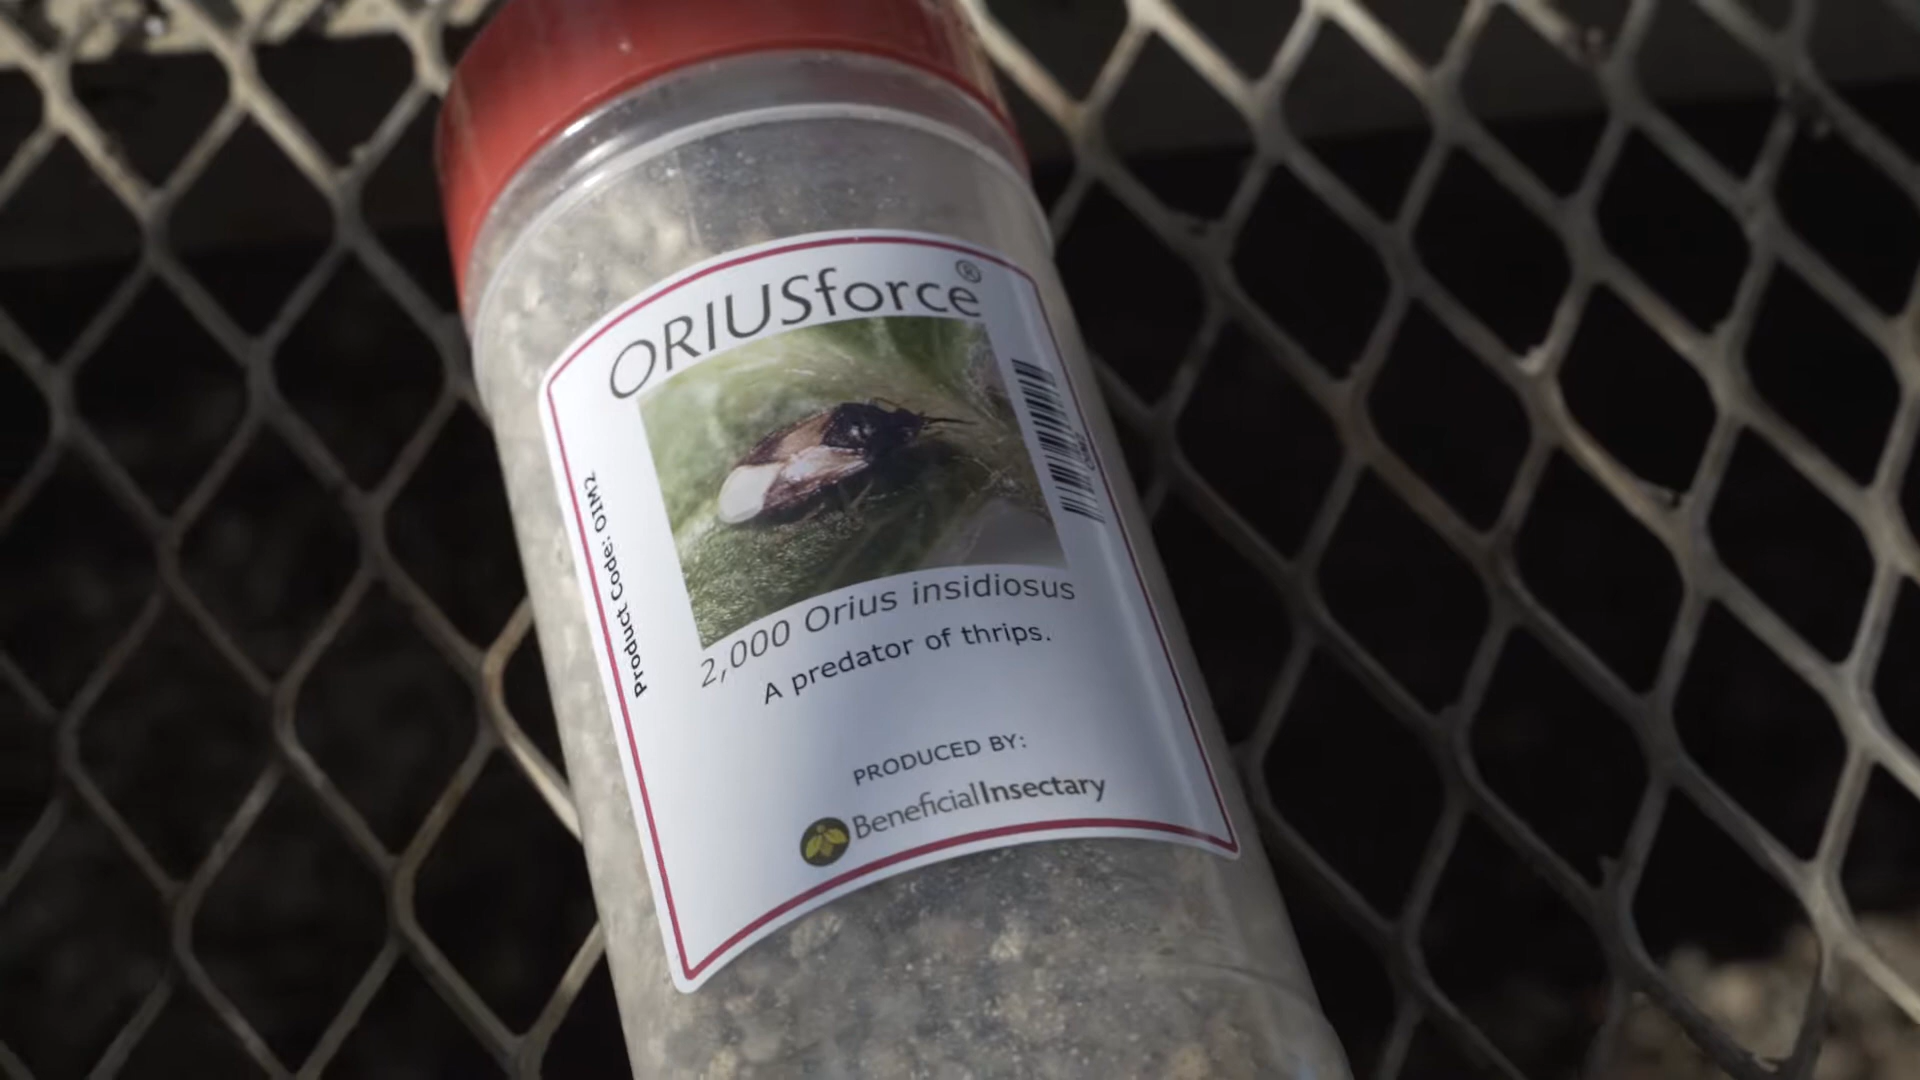 ORIUSforce®
Product Code: OIM2
2,000 Orius insidiosus
A predator of thrips.
PRODUCED BY:
BeneficialInsectary